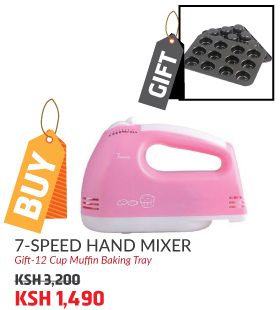 GIFT
BUY
7-SPEED HAND MIXER
Gift-12 Cup Muffin Baking Tray
KSH 3,200
KSH 1,490